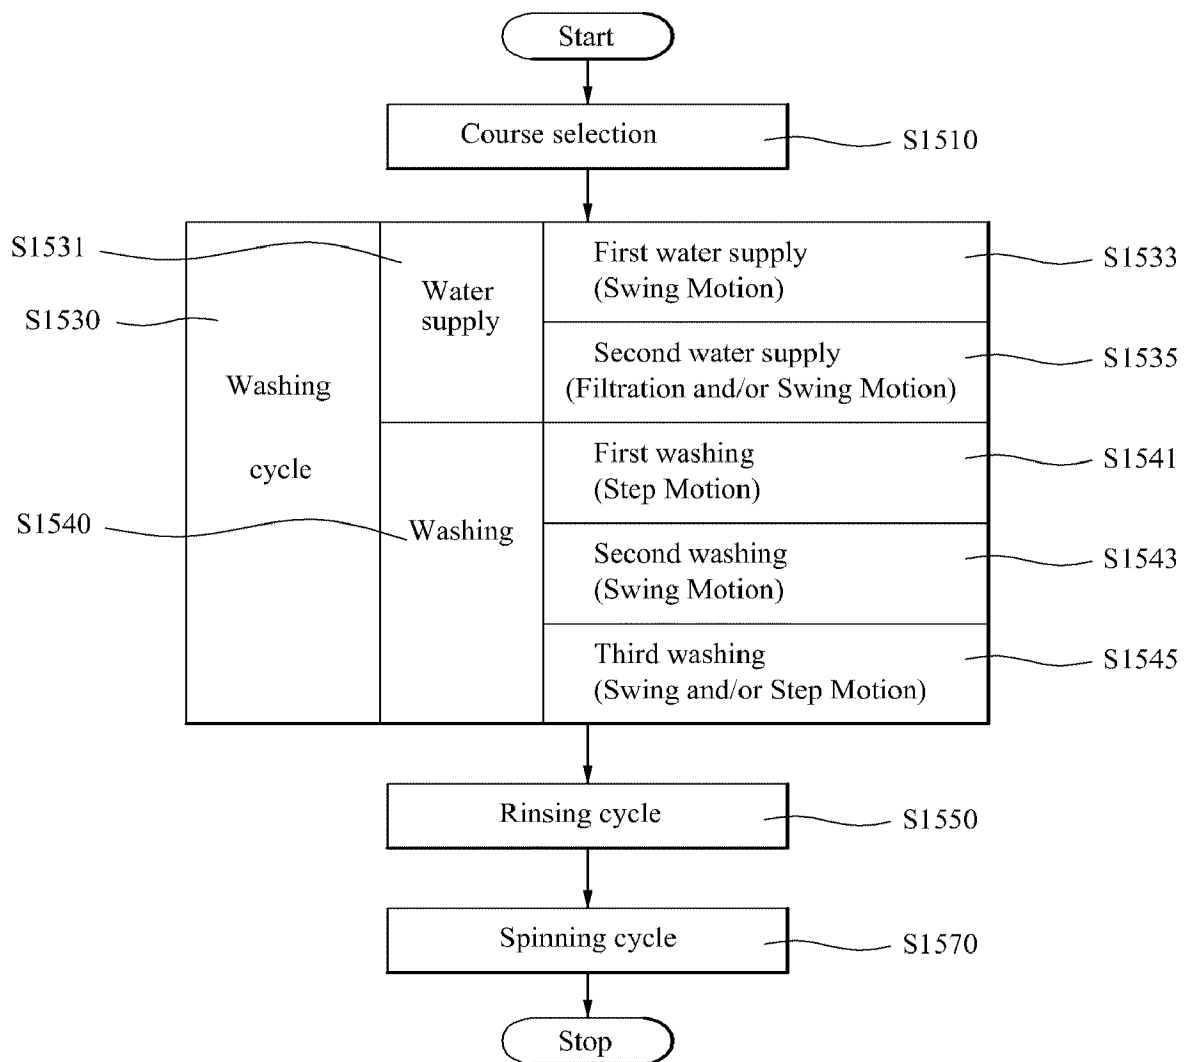 Start
Course selection
S1510
S1531
S1530
Washing
cycle
Water
supply
First water supply
(Swing Motion)
S1533
Second water supply
(Filtration and/or Swing Motion)
S1535
S1540
Washing
First washing
(Step Motion)
S1541
Second washing
(Swing Motion)
S1543
Third washing
(Swing and/or Step Motion)
S1545
Rinsing cycle
S1550
Spinning cycle
S1570
Stop